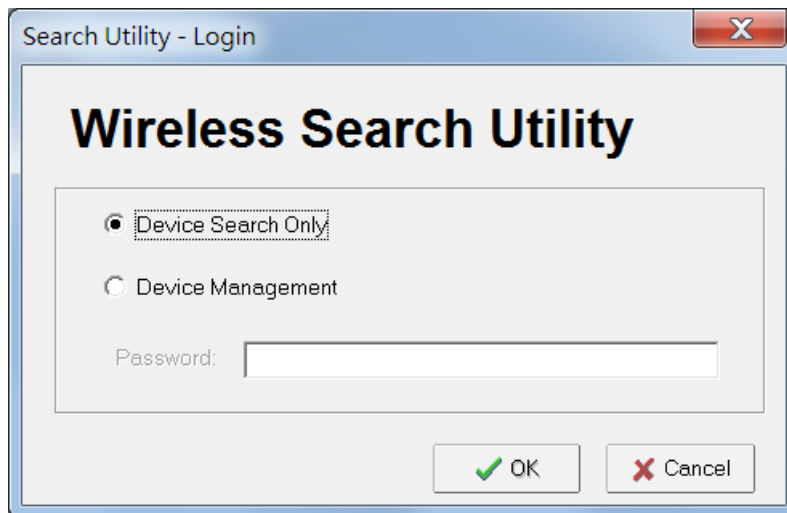 Search Utility - Login
Wireless Search Utility
Device Search Only
Device Management
Password:
OK
Cancel